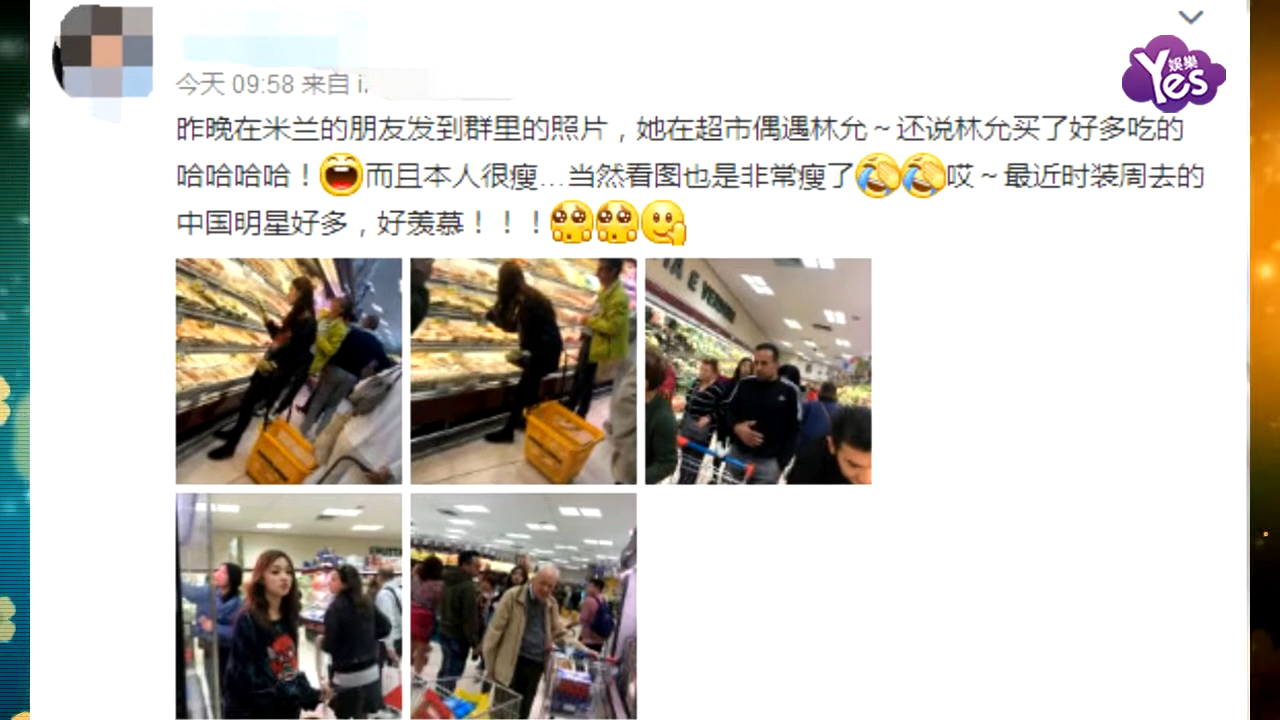 娱樂
Yes
今天 09:58 来自 i
昨晚在米兰的朋友发到群里的照片，她在超市偶遇林允～还说林允买了好多吃的
哈哈哈哈！而且本人很瘦...当然看图也是非常瘦了哎～最近时装周去的
中国明星好多，好羡慕！！！